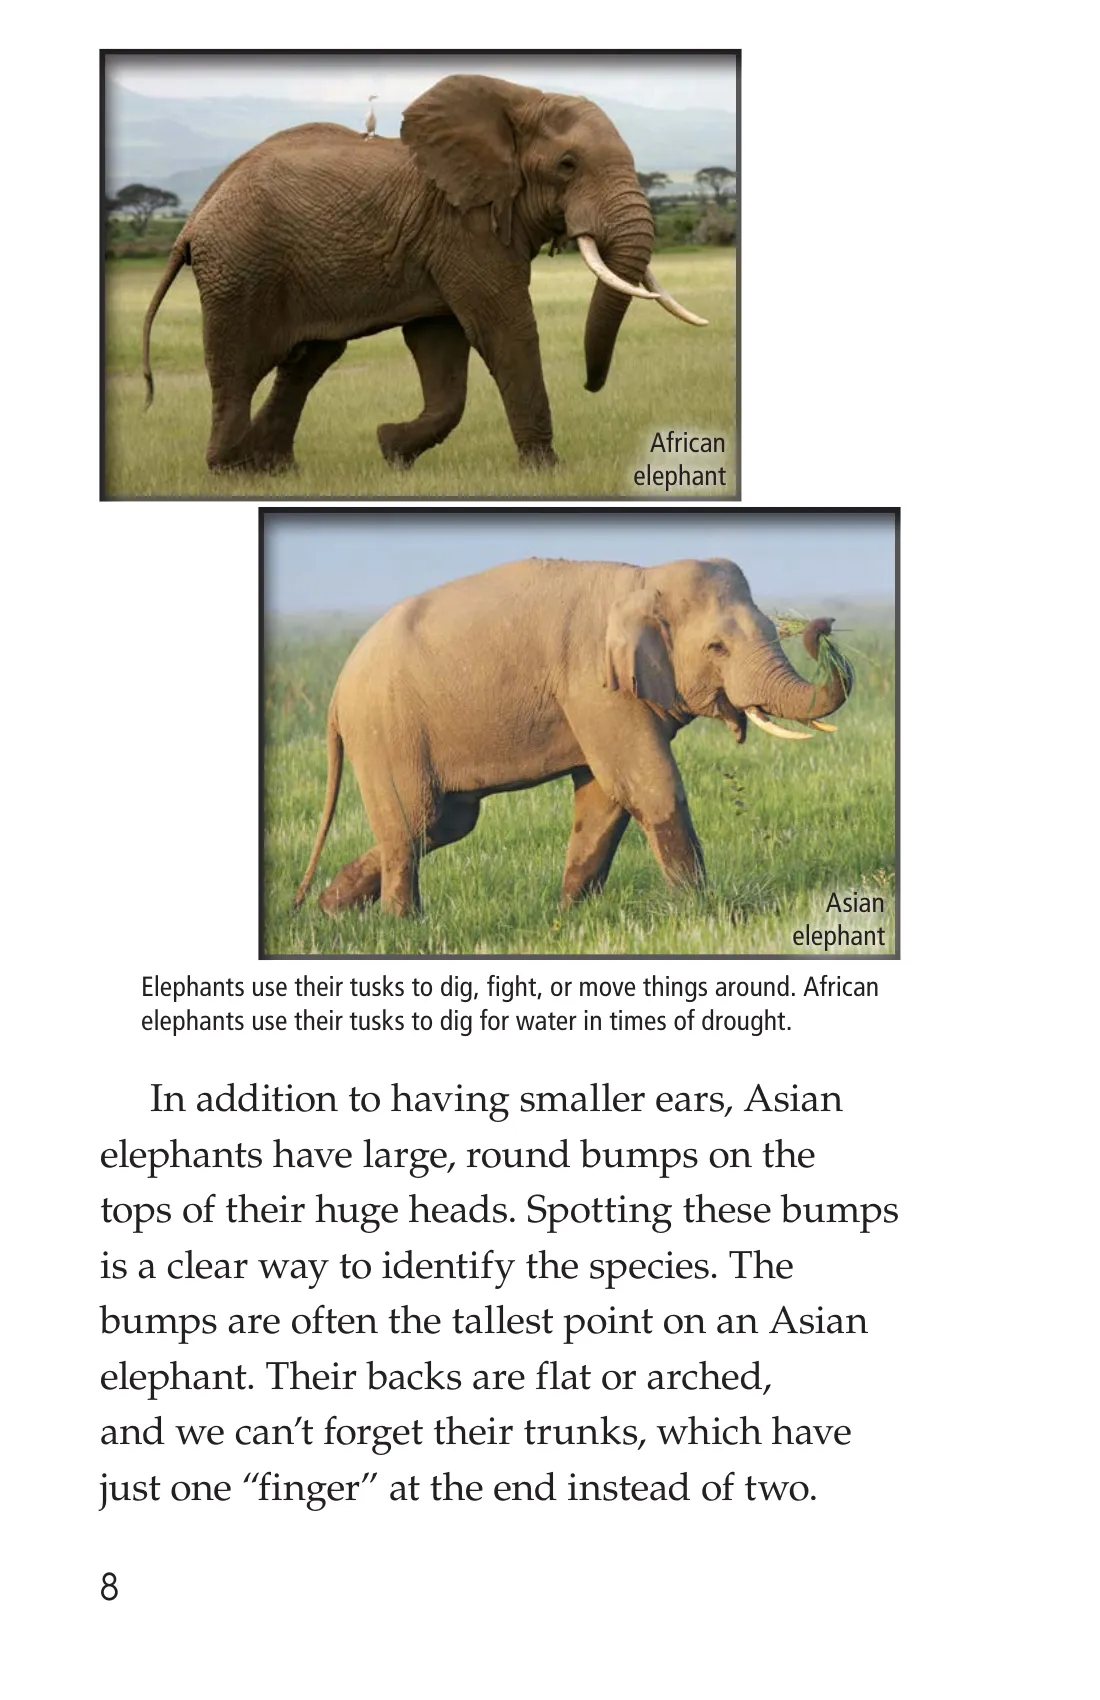 African
elephant
Asian
elephant
Elephants use their tusks to dig, fight, or move things around. African
elephants use their tusks to dig for water in times of drought.
In addition to having smaller ears, Asian
elephants have large, round bumps on the
tops of their huge heads. Spotting these bumps
is a clear way to identify the species. The
bumps are often the tallest point on an Asian
elephant. Their backs are flat or arched,
and we can’t forget their trunks, which have
just one “finger” at the end instead of two.
8